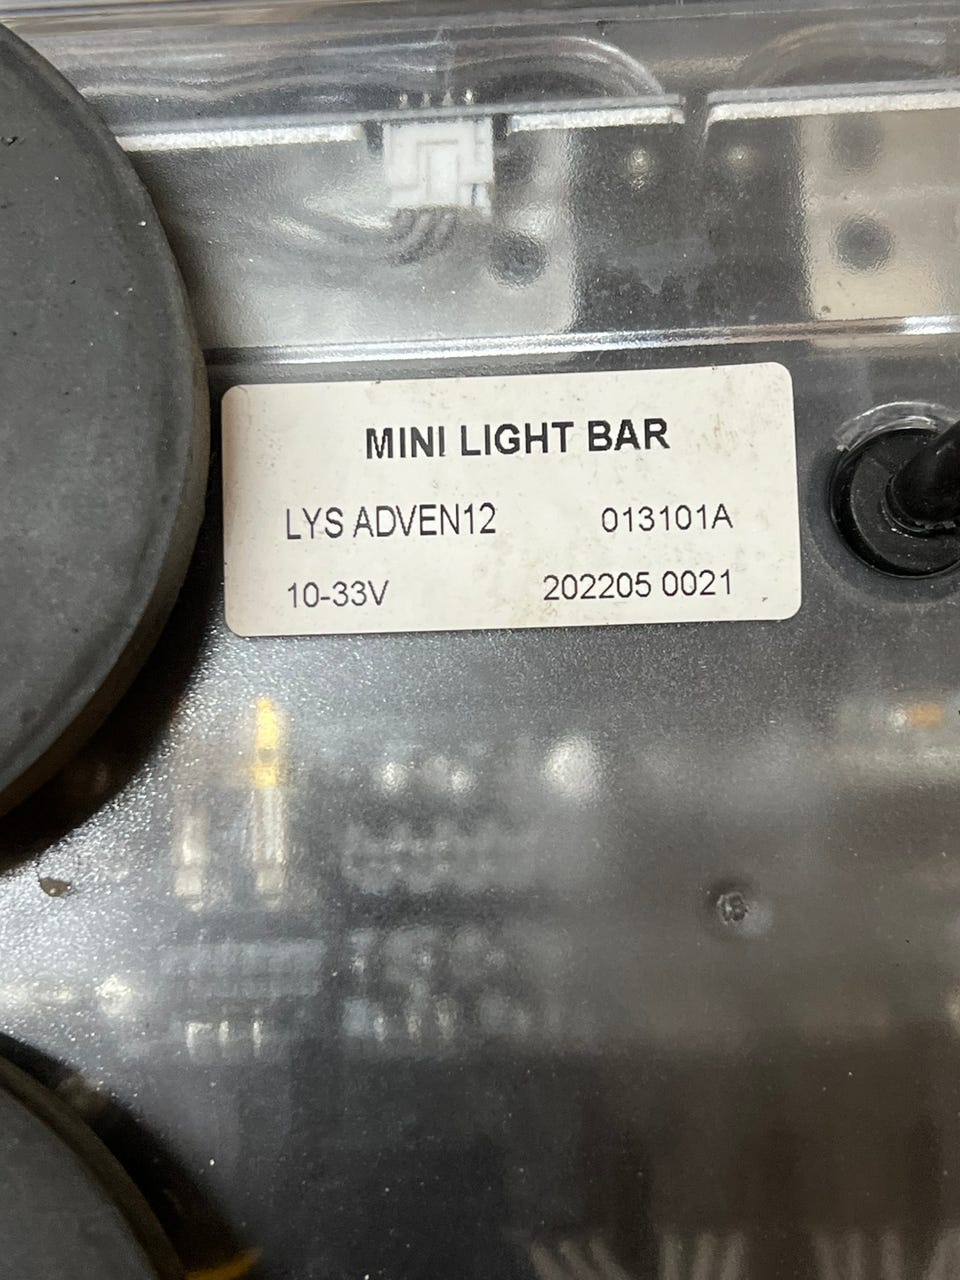 MINI LIGHT BAR
LYS ADVEN12 013101A
10-33V 202205 0021